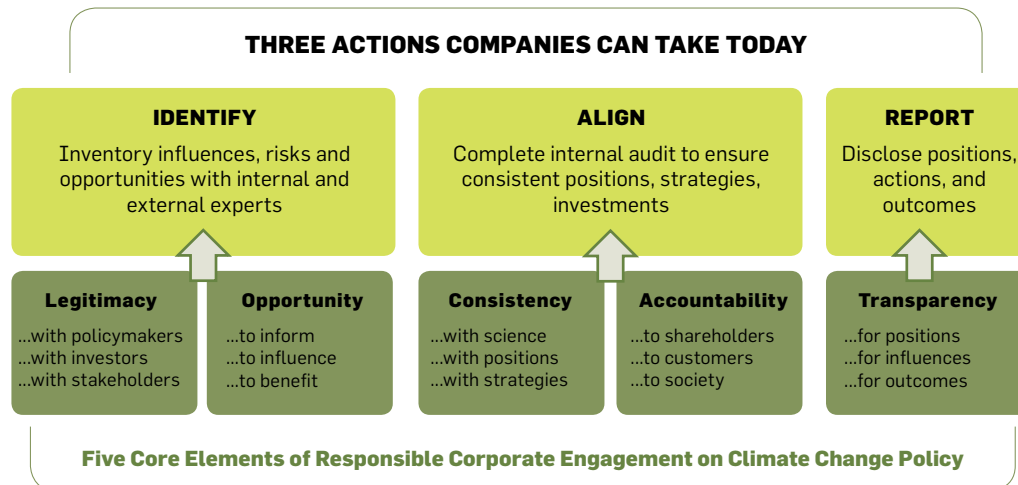 THREE ACTIONS COMPANIES CAN TAKE TODAY
IDENTIFY
Inventory influences, risks and
opportunities with internal and
external experts
ALIGN
Complete internal audit to ensure
consistent positions, strategies,
investments
REPORT
Disclose positions,
actions, and
outcomes
Legitimacy
...with policymakers
...with investors
...with stakeholders
Opportunity
...to inform
...to influence
...to benefit
Consistency
...with science
...with positions
...with strategies
Accountability
...to shareholders
...to customers
...to society
Transparency
...for positions
...for influences
...for outcomes
Five Core Elements of Responsible Corporate Engagement on Climate Change Policy